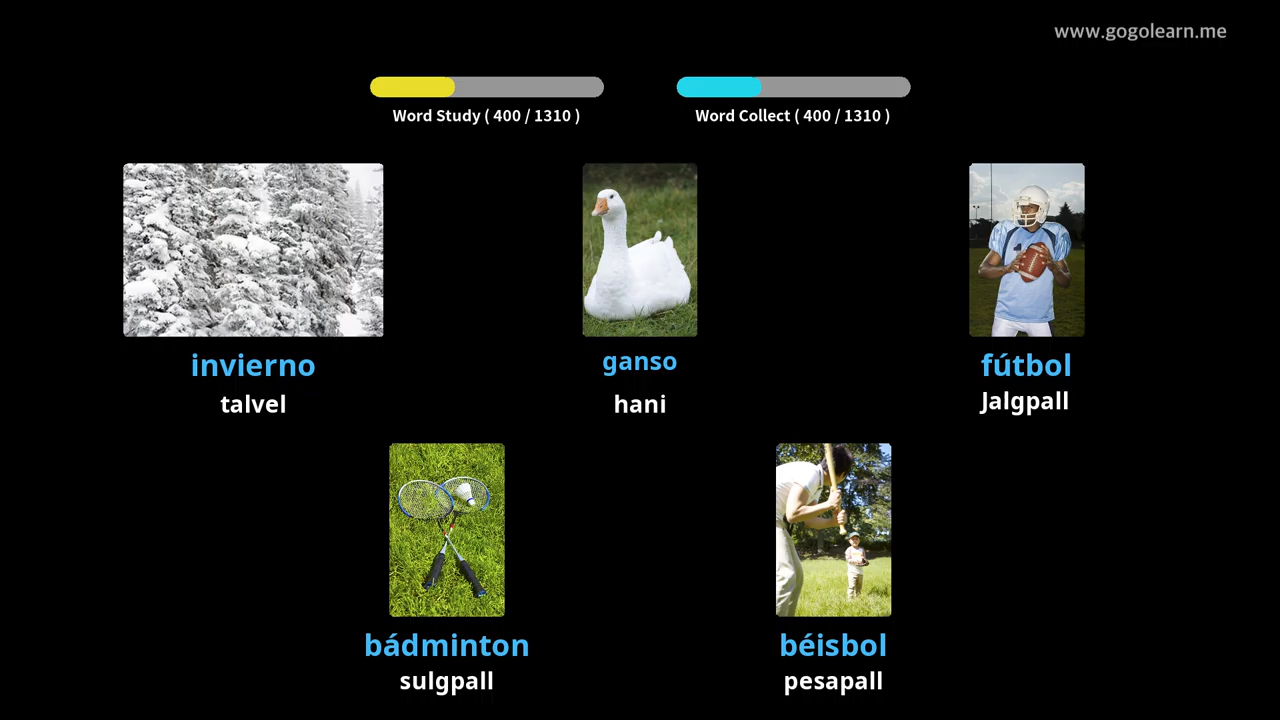 www.gogolearn.me
Word Study ( 400 / 1310 )
Word Collect ( 400 / 1310 )
invierno
talvel
ganso
hani
fútbol
Jalgpall
bádminton
sulgpall
béisbol
pesapall